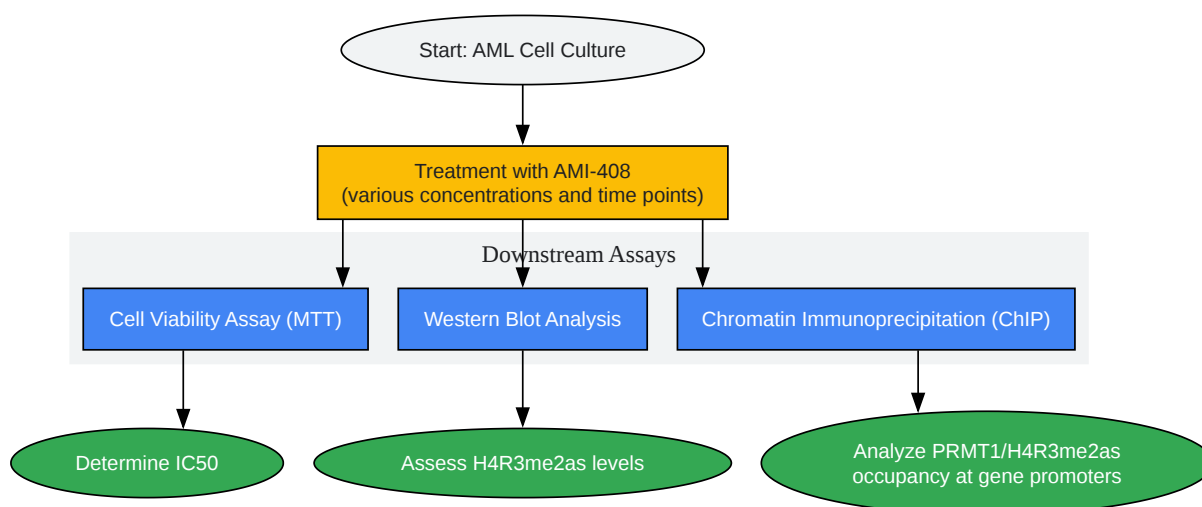 Start: AML Cell Culture
Treatment with AMI-408
(various concentrations and time points)
Downstream Assays
Cell Viability Assay (MTT)
Western Blot Analysis
Chromatin Immunoprecipitation (ChIP)
Determine IC50
Assess H4R3me2as levels
Analyze PRMT1/H4R3me2as
occupancy at gene promoters